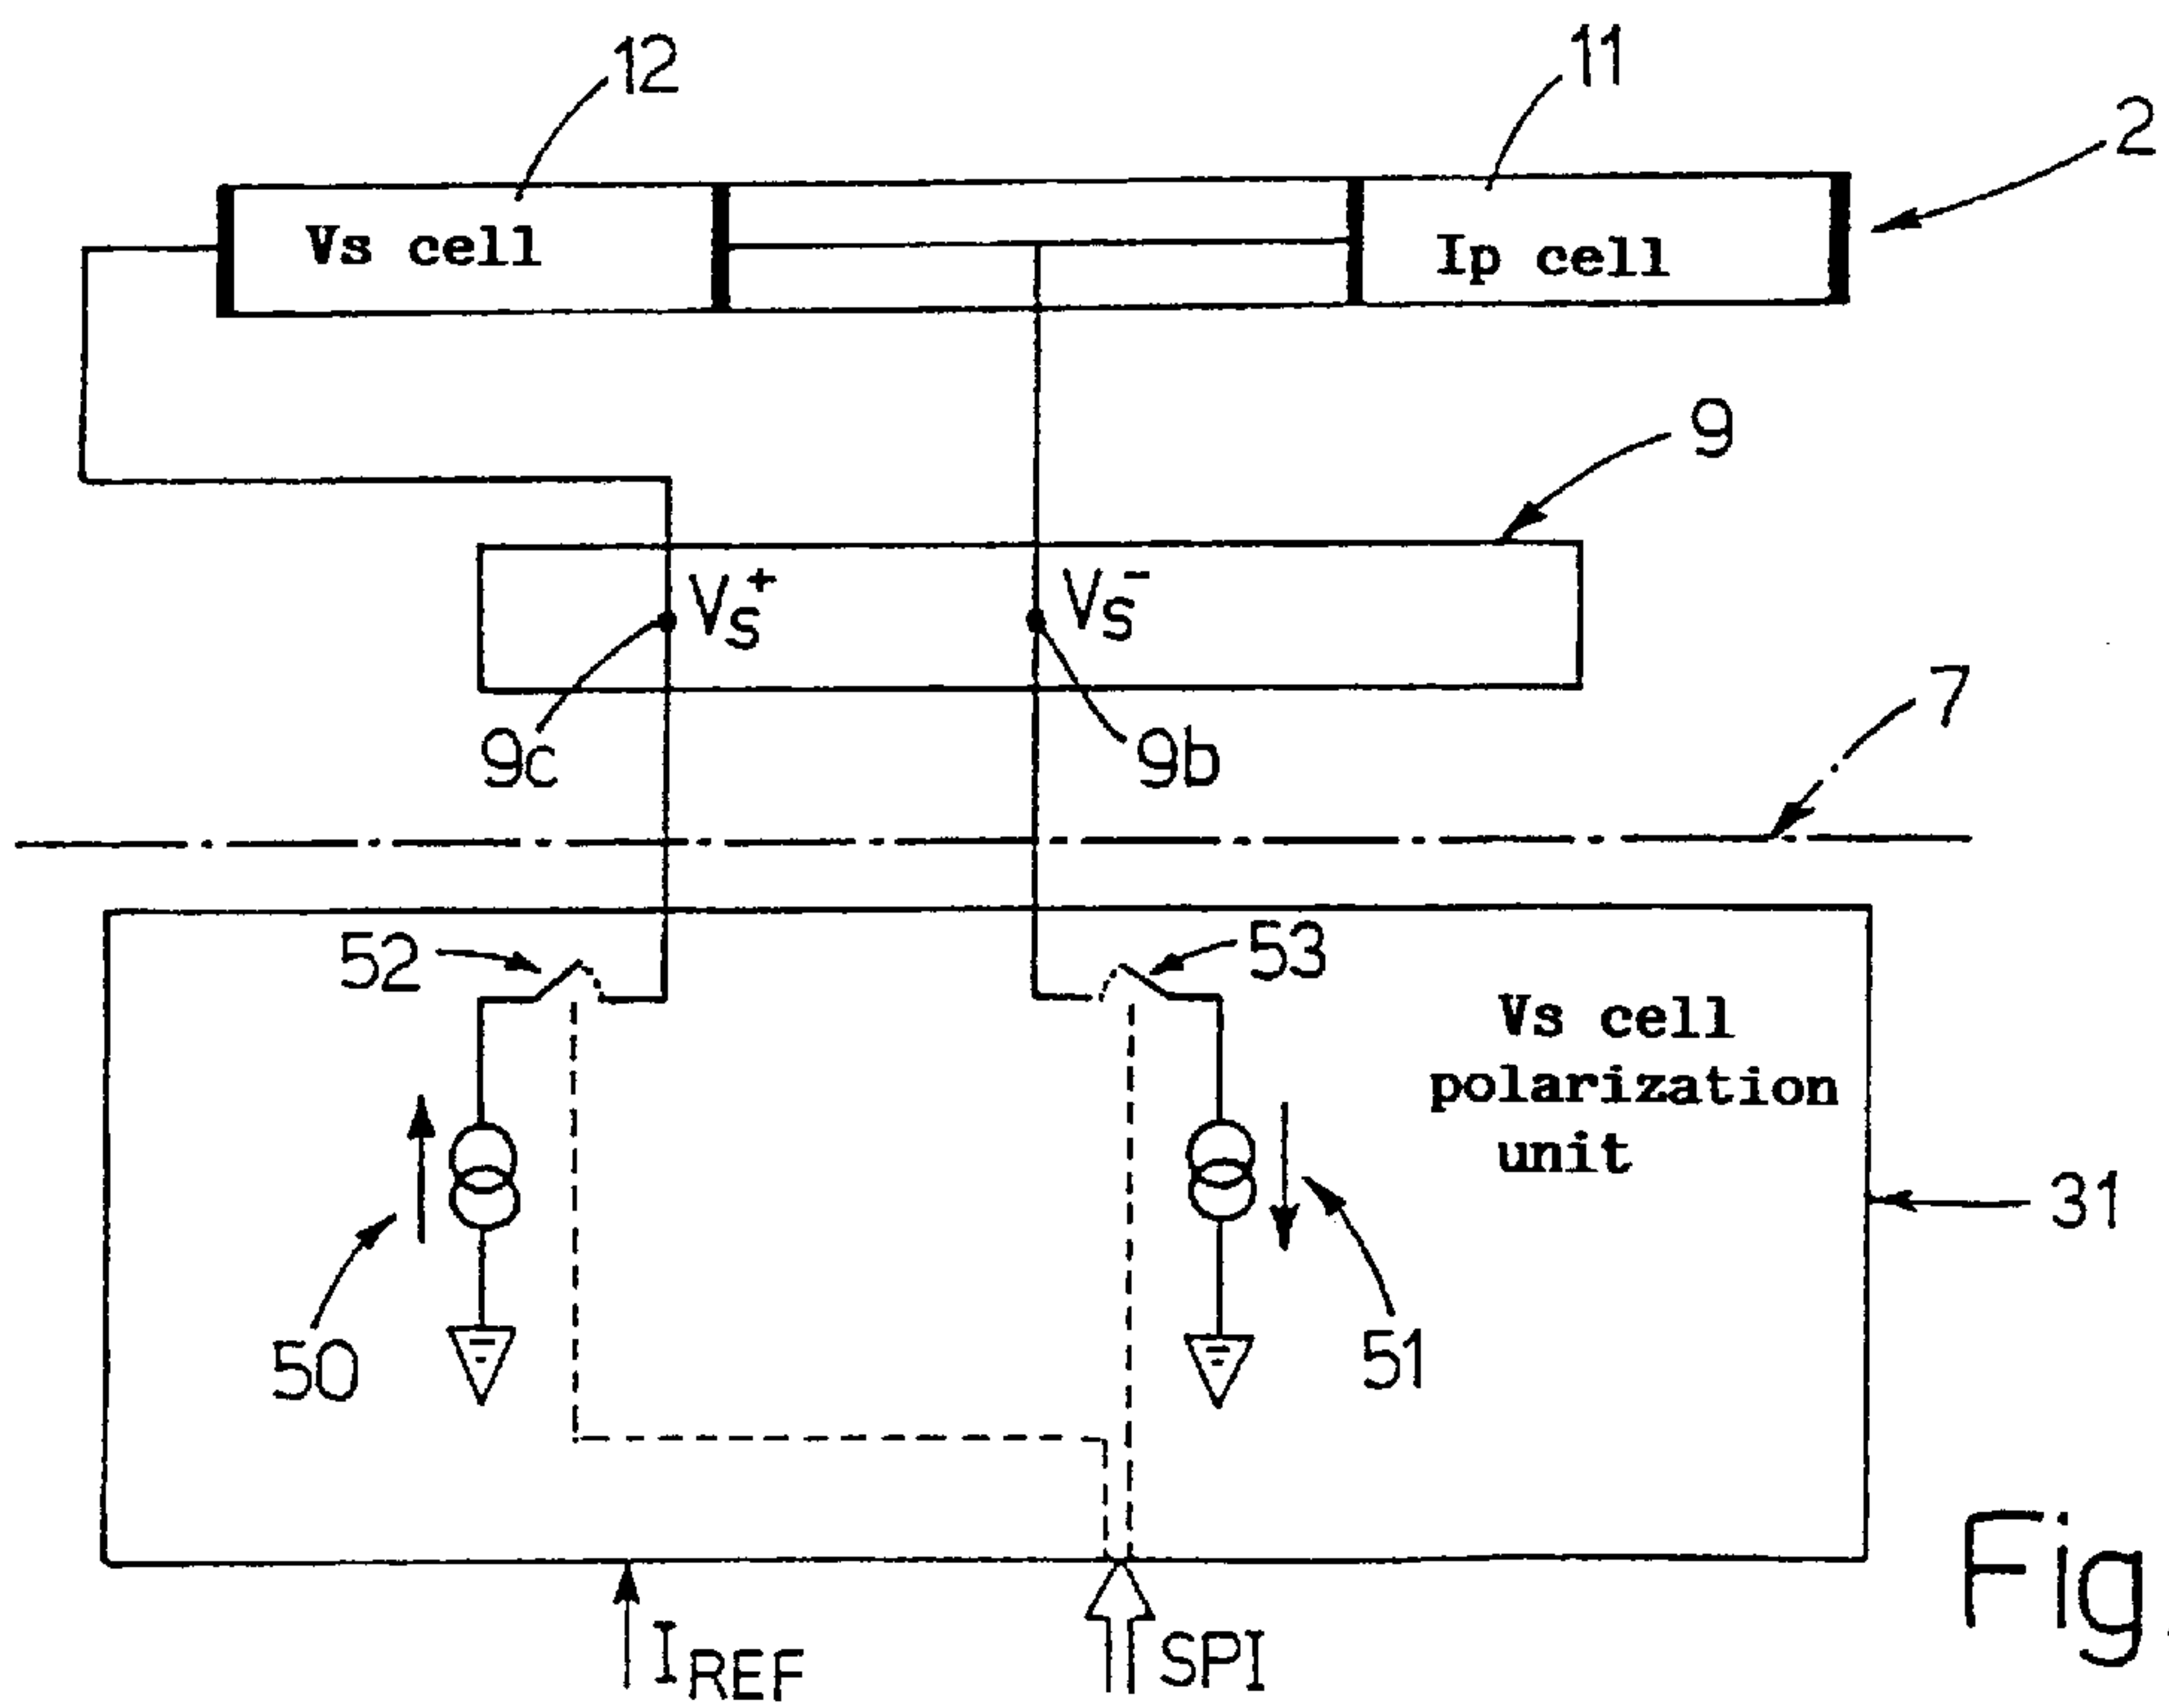 12
11
2
Vs cell
Ip cell
9
VS+
VS-
9c
9b
7
52
53
Vs cell
polarization
unit
50
51
31
IREF
SPI
Fig.